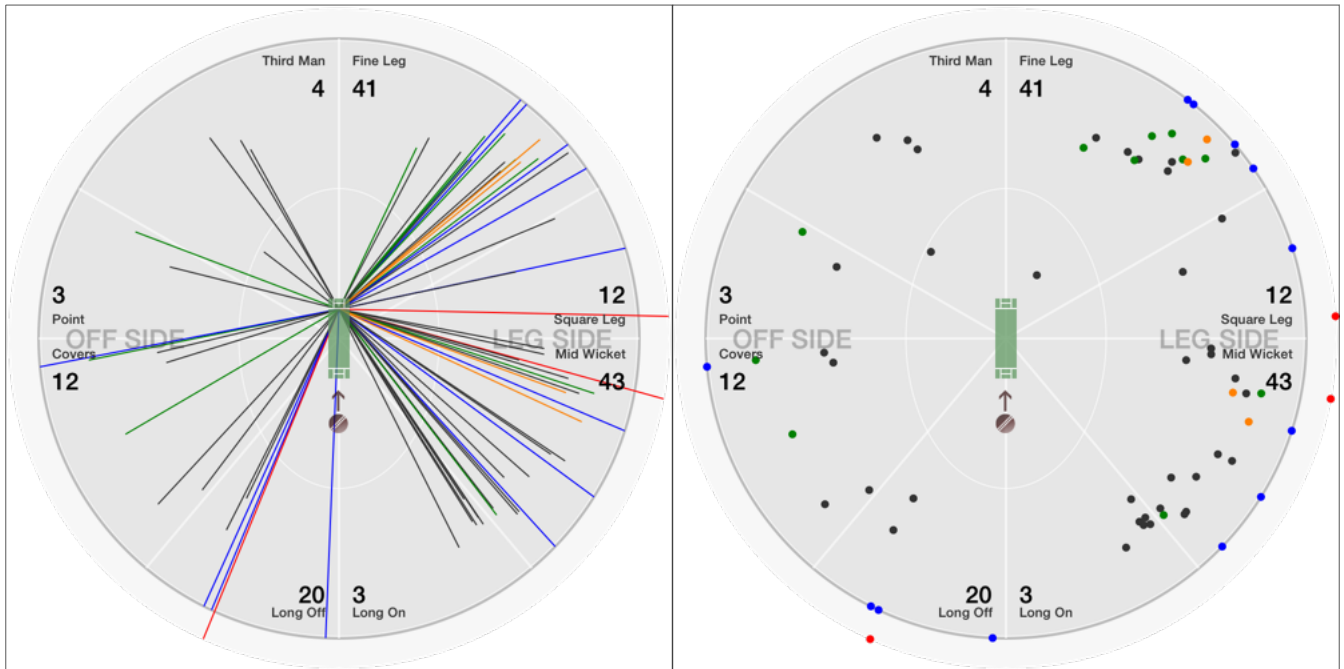 Third Man Fine Leg
4 41
3 12
Point Square Leg
OFF SIDE LEG SIDE
Covers Mid Wicket
12 43
20 3
Long Off Long On
Third Man Fine Leg
4 41
3 12
Point Square Leg
OFF SIDE LEG SIDE
Covers Mid Wicket
12 43
20 3
Long Off Long On